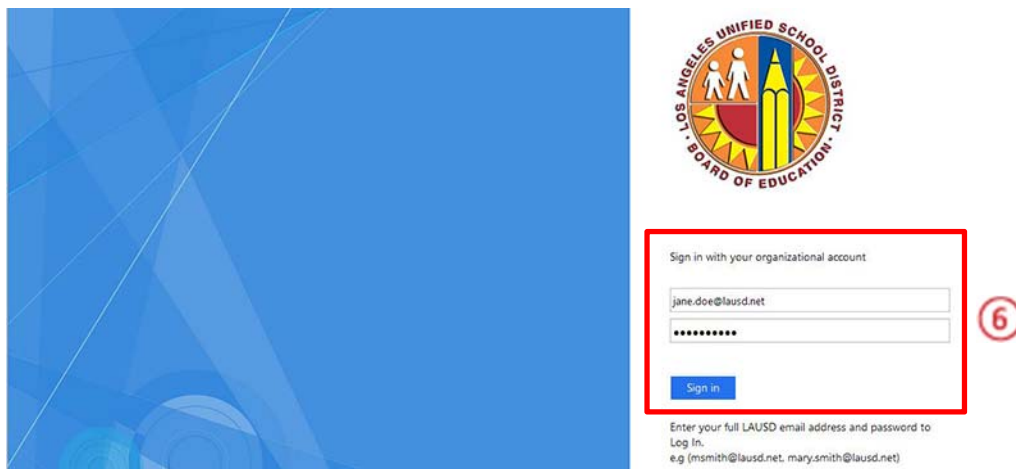 LOS ANGELES UNIFIED SCHOOL DISTRICT
BOARD OF EDUCATION
Sign in with your organizational account
jane.doe@lausd.net
••••••••••
6
Sign in
Enter your full LAUSD email address and password to
Log In.
e.g (msmith@lausd.net, mary.smith@lausd.net)